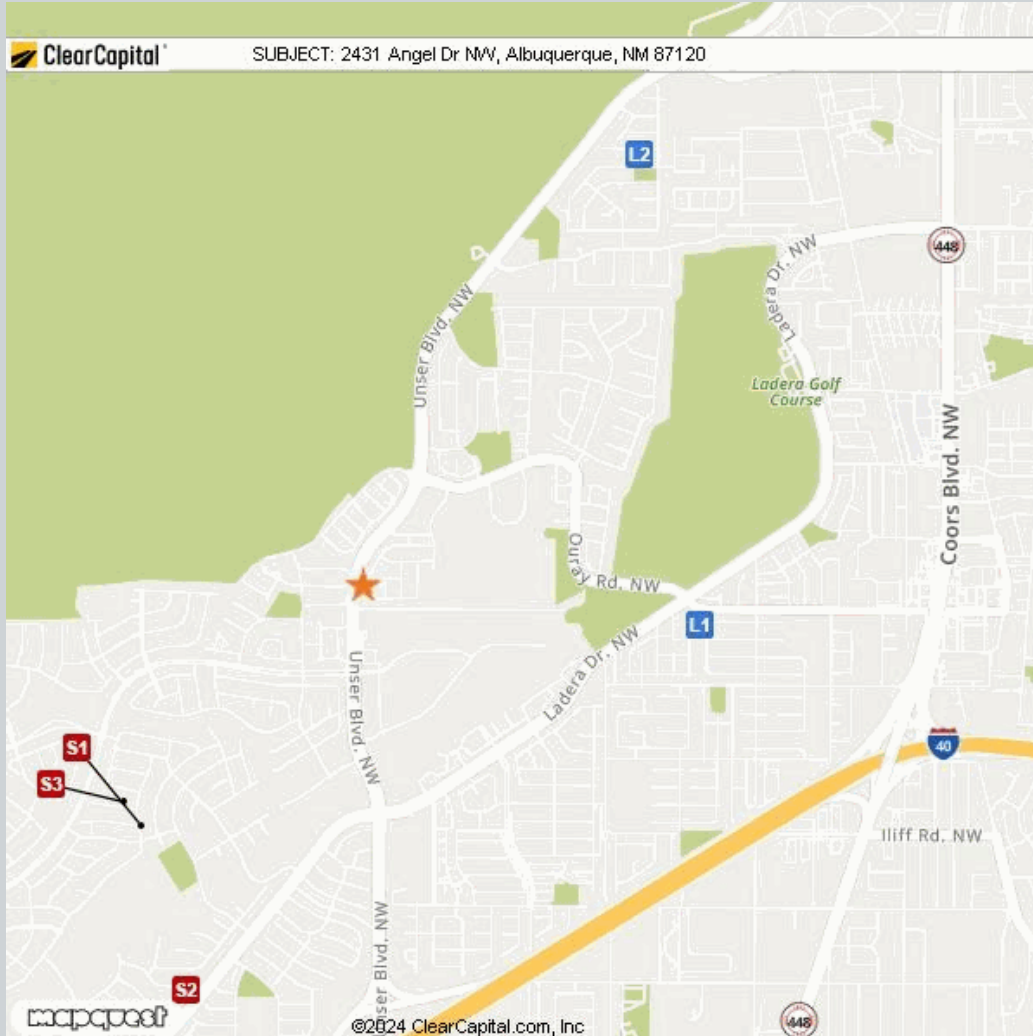 ClearCapital
SUBJECT: 2431 Angel Dr NW, Albuquerque, NM 87120
L2
448
Ladera Dr. NW
Unser Blvd. NW
Ladera Golf
Course
Coors Blvd. NW
Ouray Rd. NW
L1
Ladera Dr. NW
Unser Blvd. NW
S1
40
S3
Iliff Rd. NW
Unser Blvd. NW
S2
mapquest
©2024 ClearCapital.com, Inc
448